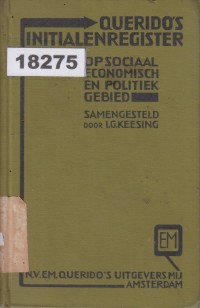 QUERIDO'S
INITIALENREGISTER
18275
OP SOCIAAL
ECONOMISCH
EN POLITIEK
GEBIED
SAMENGESTELD
DOOR I.G.KEESING
EM
N.V. EM. QUERIDO'S UITGEVERS MIJ
AMSTERDAM